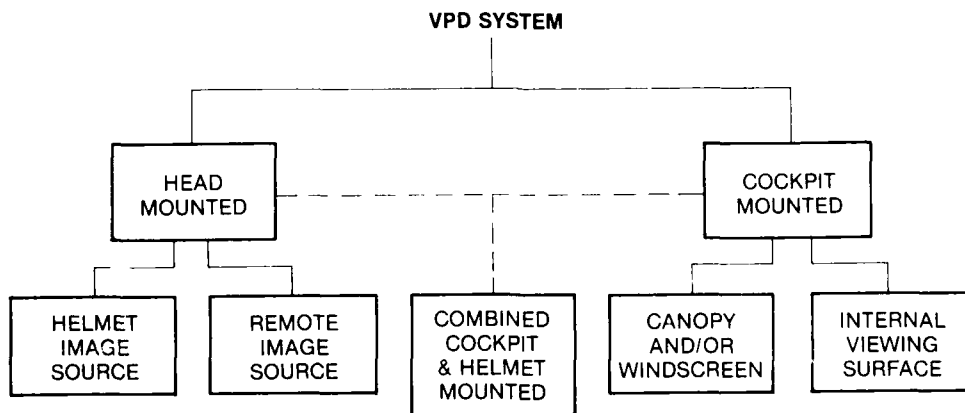 VPD SYSTEM
HEAD
MOUNTED
COCKPIT
MOUNTED
HELMET
IMAGE
SOURCE
REMOTE
IMAGE
SOURCE
COMBINED
COCKPIT
& HELMET
MOUNTED
CANOPY
AND/OR
WINDSCREEN
INTERNAL
VIEWING
SURFACE